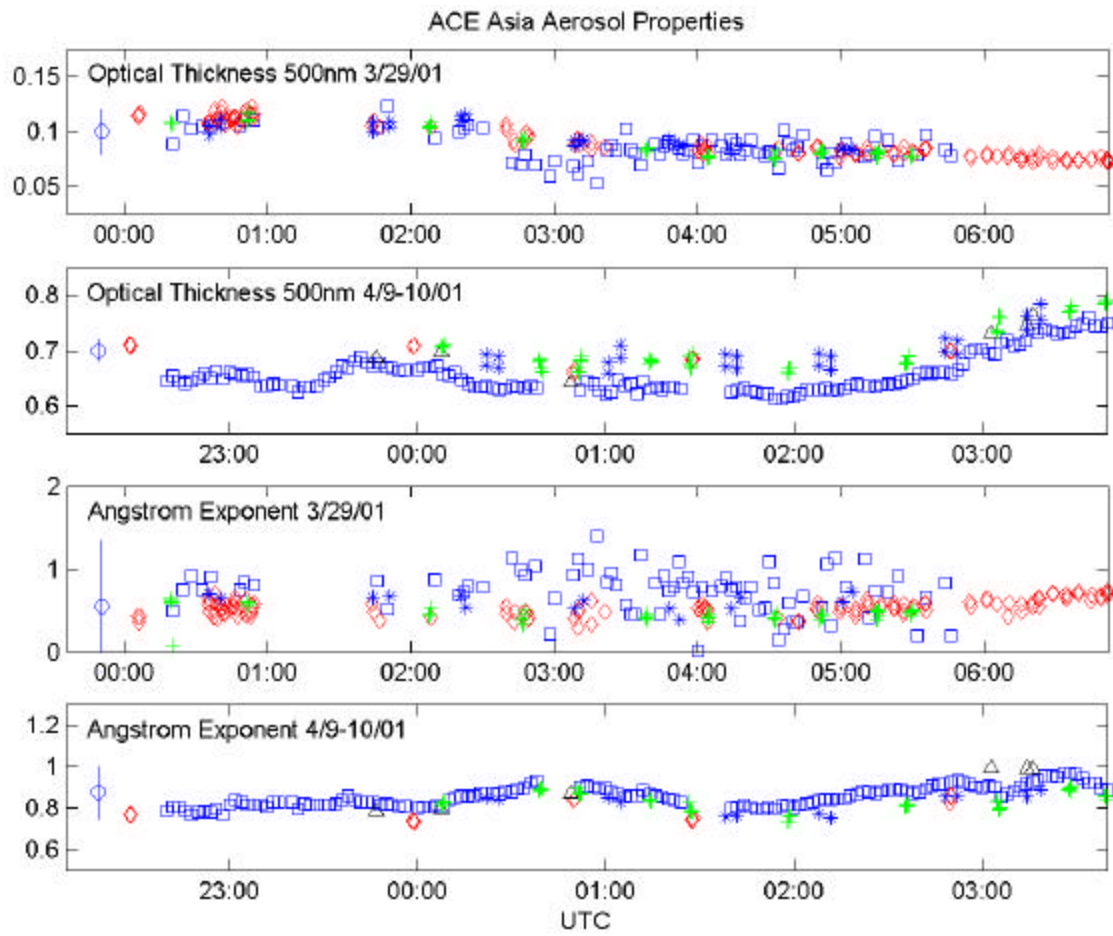 ACE Asia Aerosol Properties
Optical Thickness 500nm 3/29/01
0.15
0.1
0.05
00:00 01:00 02:00 03:00 04:00 05:00 06:00
Optical Thickness 500nm 4/9-10/01
0.8
0.7
0.6
23:00 00:00 01:00 02:00 03:00
Angstrom Exponent 3/29/01
2
1
0
00:00 01:00 02:00 03:00 04:00 05:00 06:00
Angstrom Exponent 4/9-10/01
1.2
1
0.8
0.6
23:00 00:00 01:00 02:00 03:00
UTC